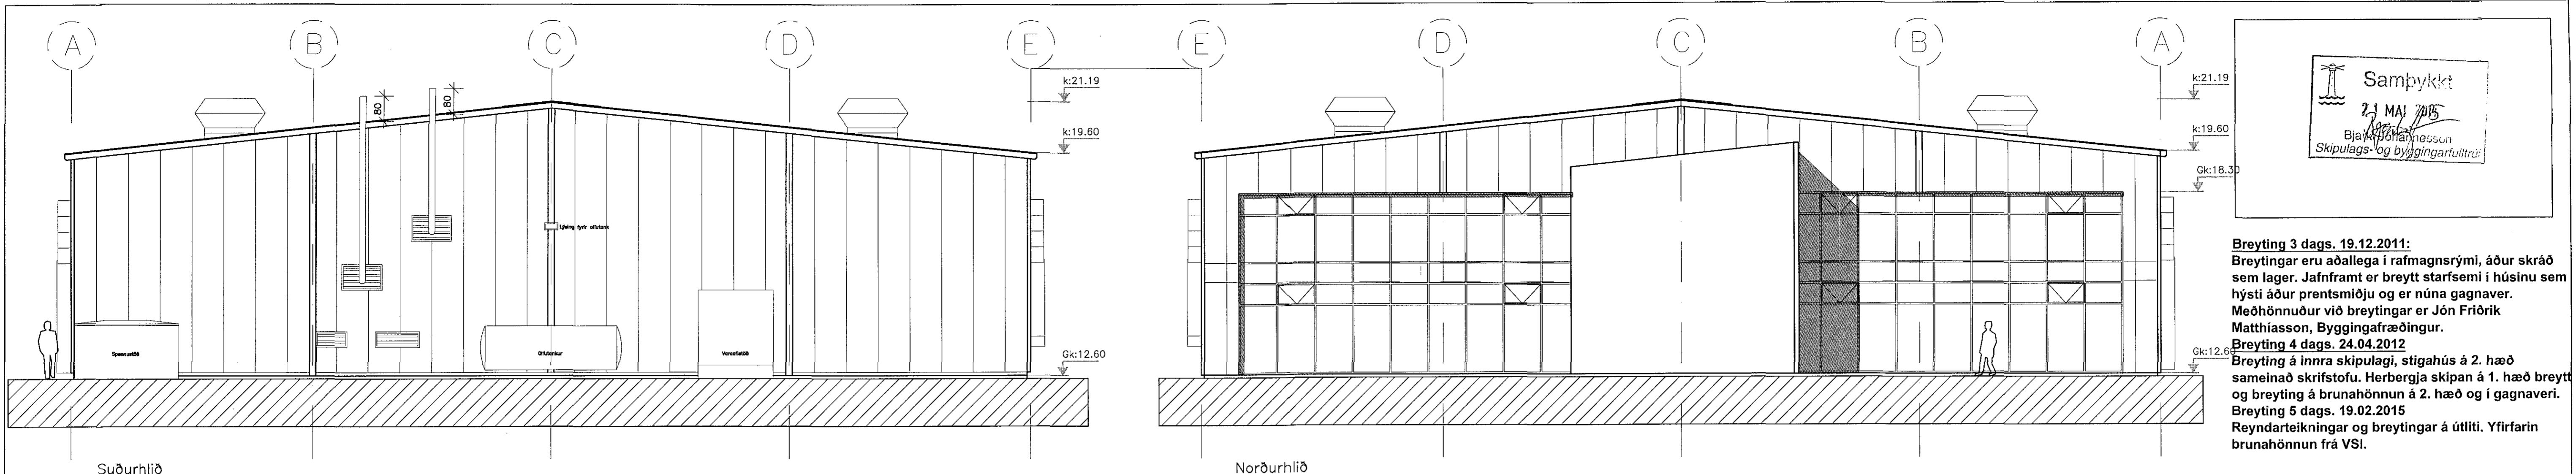 A
B
C
D
E
80
80
k:21.19
k:19.60
Lýsing fyrir olíutank
Spennustöð
Olíutankur
Varaaflstöð
Gk:12.60
Suðurhlið
E
D
C
B
A
k:21.19
k:19.60
Gk:18.30
Gk:12.60
Norðurhlið
Samþykkt
MAI 2015
Skipulags- og byggingarfulltrúi
Breyting 3 dags. 19.12.2011:
Breytingar eru aðallega í rafmagnsrými, áður skráð
sem lager. Jafnframt er breytt starfsemi í húsinu sem
hýsti áður prentsmiðju og er núna gagnaver.
Meðhönnuður við breytingar er Jón Friðrik
Matthíasson, Byggingafræðingur.
Breyting 4 dags. 24.04.2012
Breyting á innra skipulagi, stigahús á 2. hæð
sameinað skrifstofu. Herbergja skipan á 1. hæð breytt
og breyting á brunahönnun á 2. hæð og í gagnaveri.
Breyting 5 dags. 19.02.2015
Reyndarteikningar og breytingar á útliti. Yfirfarin
brunahönnun frá VSI.